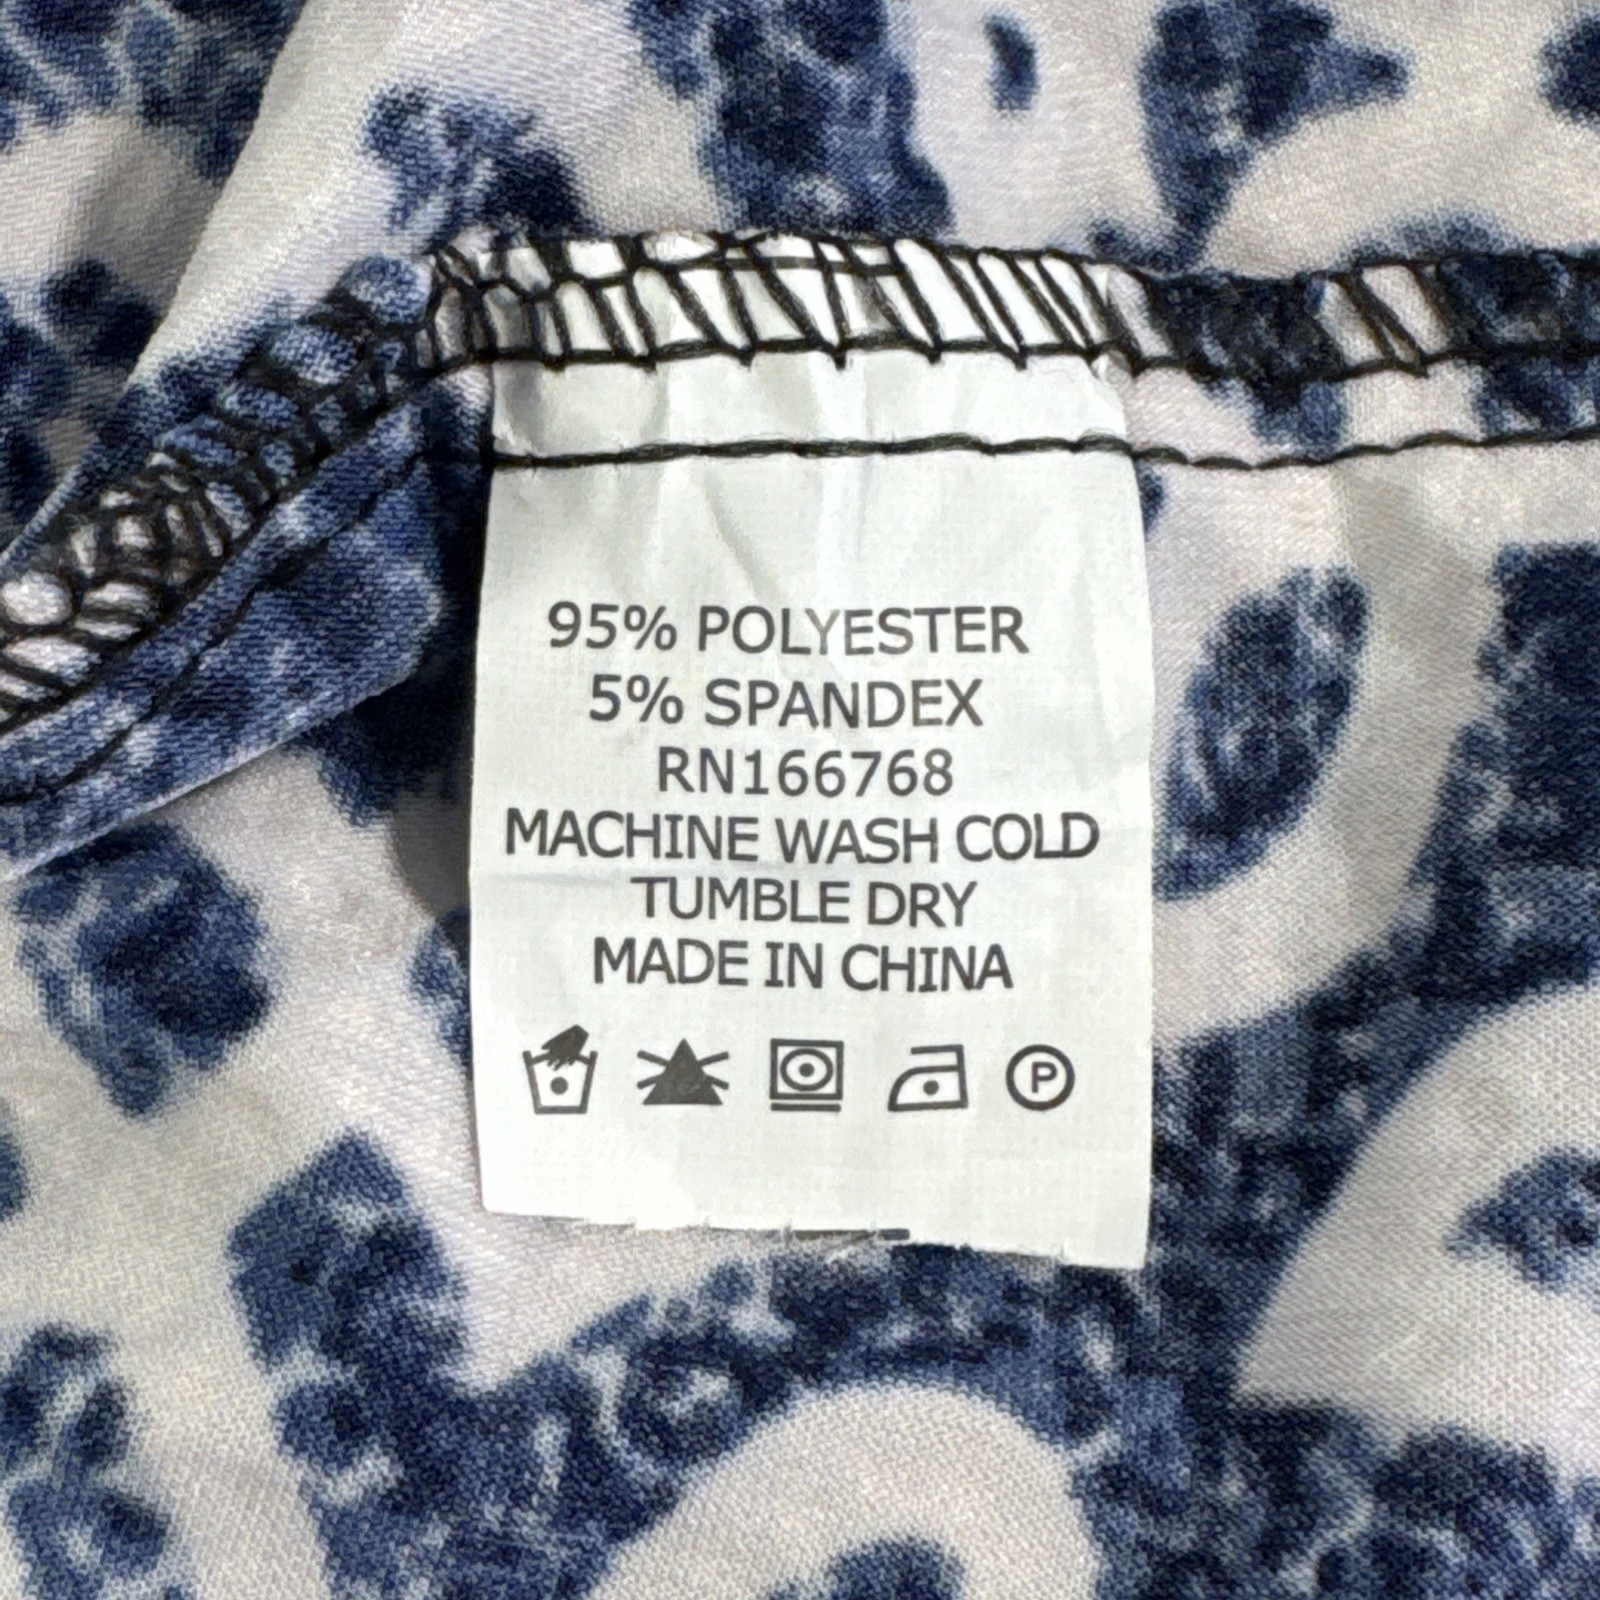 95% POLYESTER
5% SPANDEX
RN166768
MACHINE WASH COLD
TUMBLE DRY
MADE IN CHINA
P